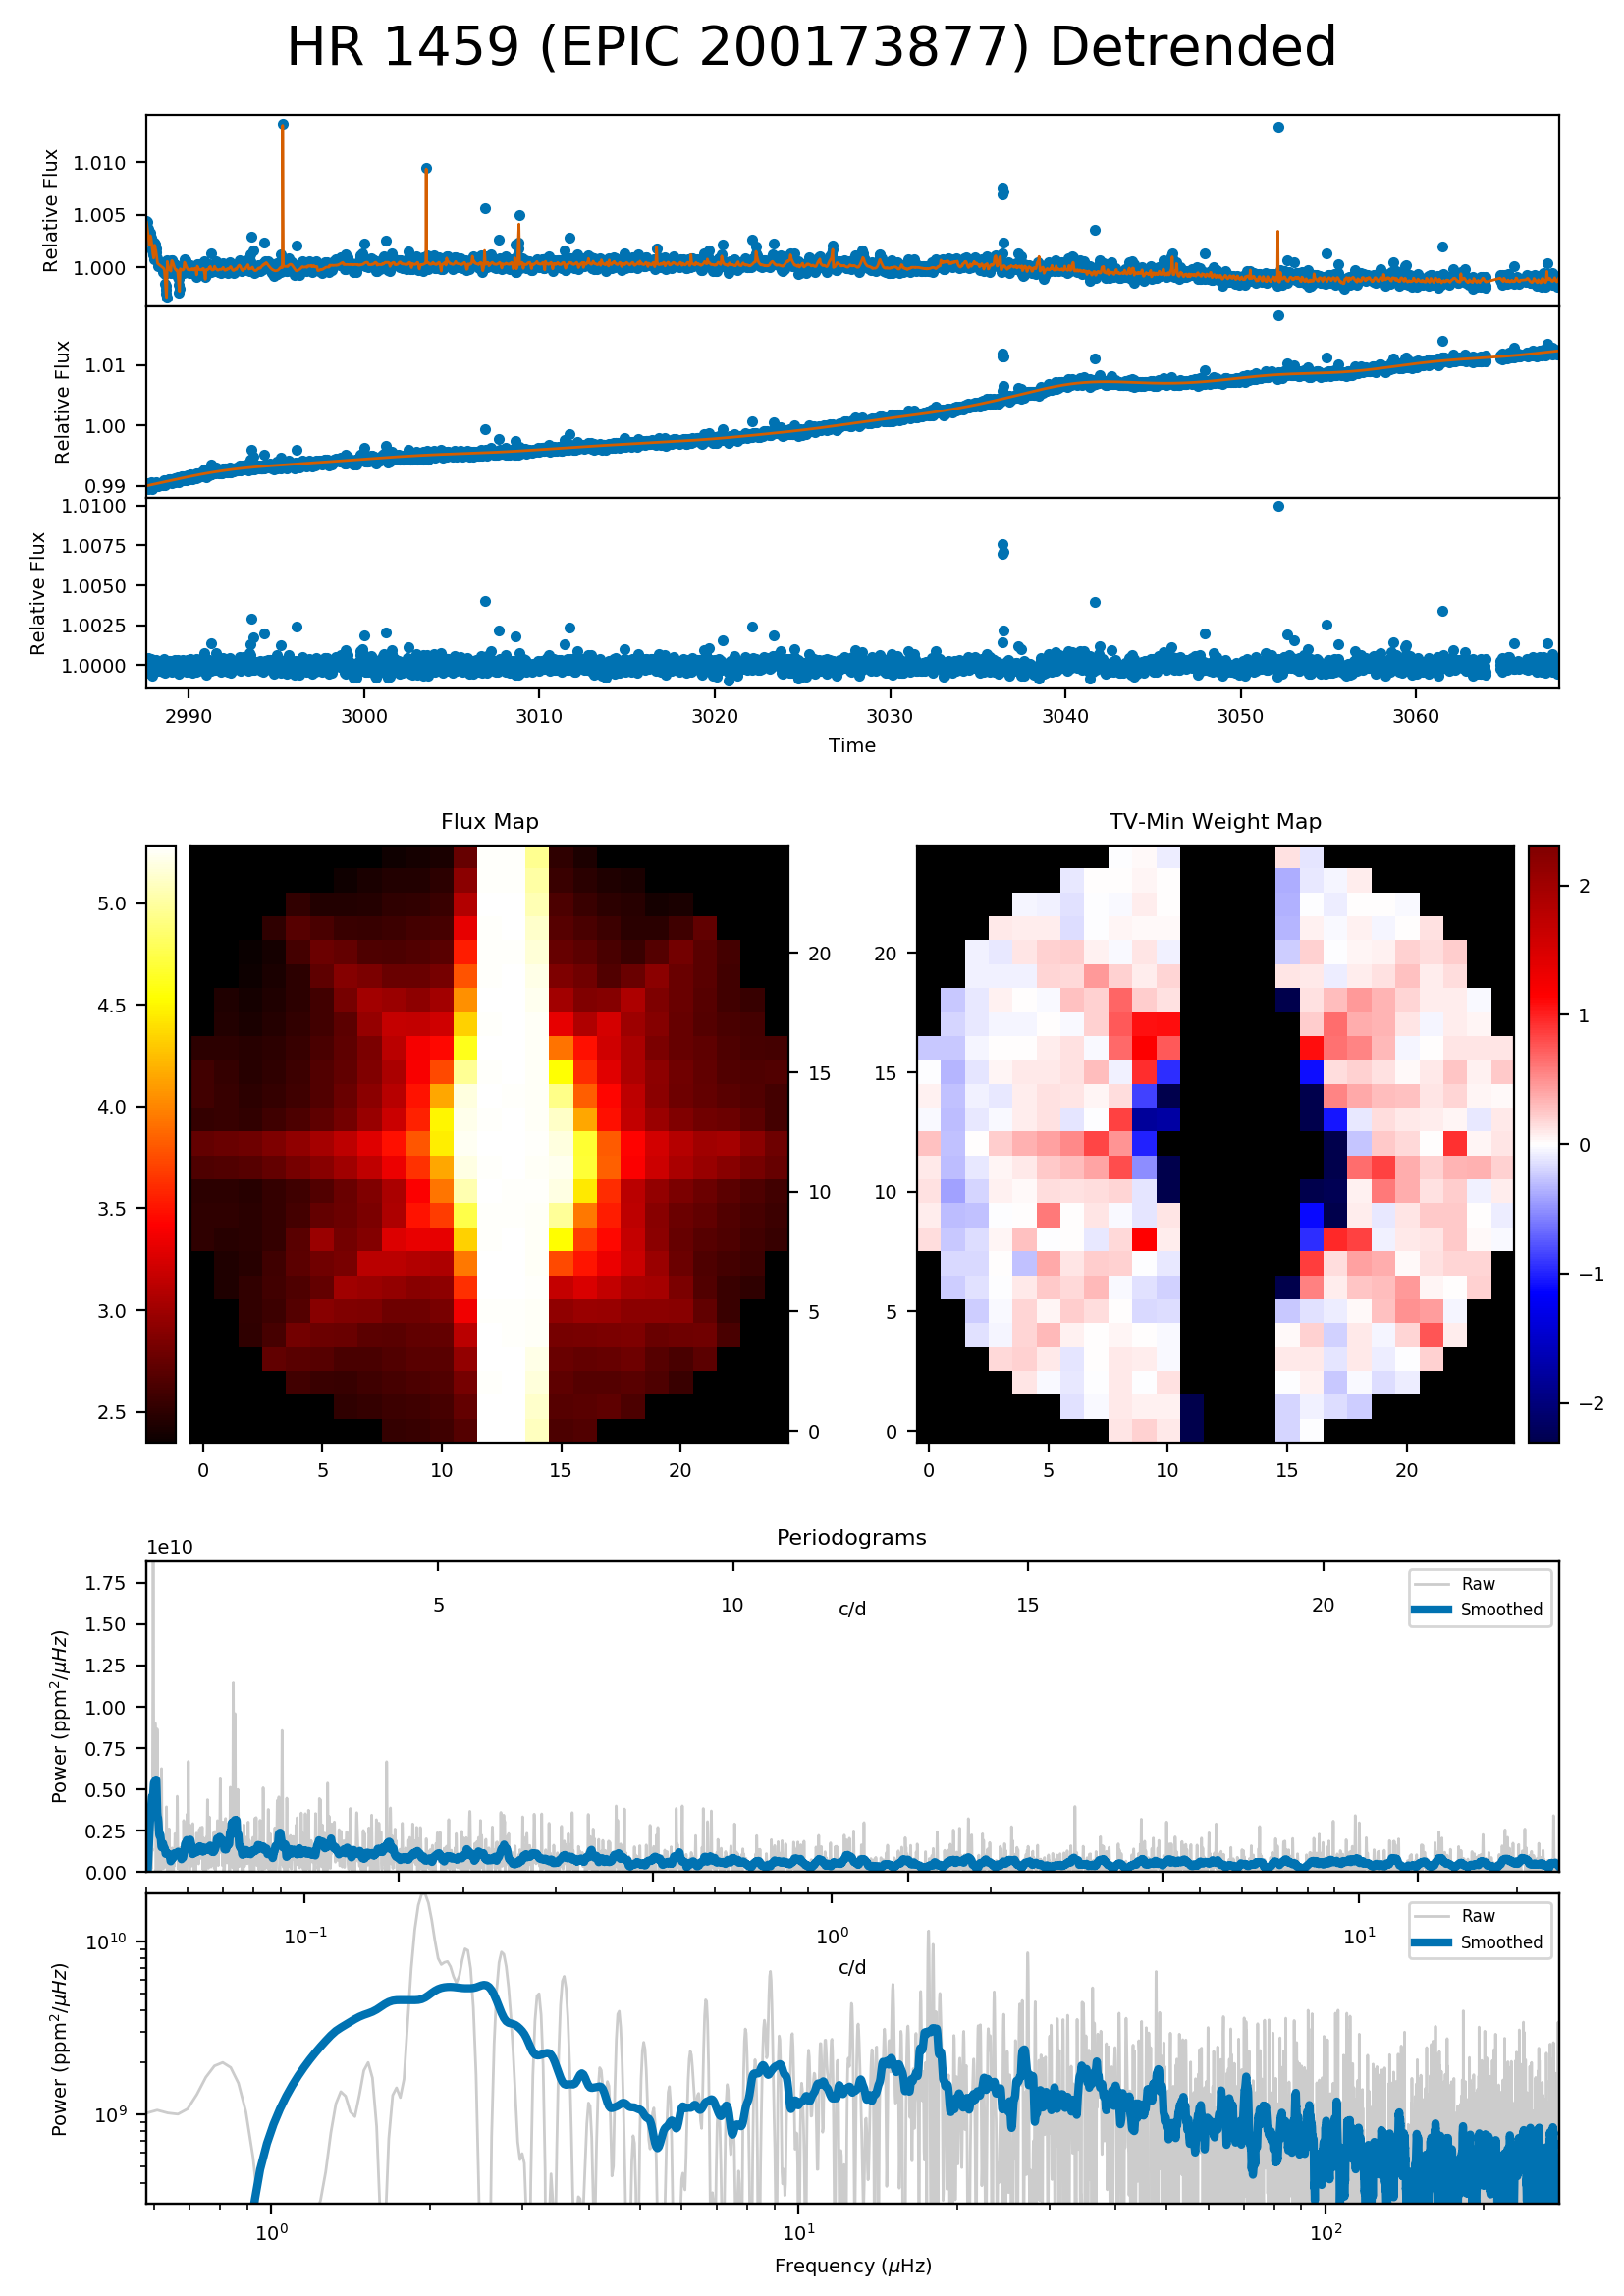 HR 1459 (EPIC 200173877) Detrended
Relative Flux
1.010
1.005
1.000
Relative Flux
1.01
1.00
0.99
Relative Flux
1.0100
1.0075
1.0050
1.0025
1.0000
2990 3000 3010 3020 3030 3040 3050 3060
Time
Flux Map
5.0
4.5
4.0
3.5
3.0
2.5
20
15
10
5
0
0 5 10 15 20
TV-Min Weight Map
20
15
10
5
0
0 5 10 15 20
2
1
0
−1
−2
Periodograms
1e10
Power (ppm²/μHz)
1.75
1.50
1.25
1.00
0.75
0.50
0.25
0.00
5 10 15 20
c/d
Raw
Smoothed
Power (ppm²/μHz)
10¹⁰
10⁹
10⁻¹ 10⁰ 10¹
c/d
Raw
Smoothed
10⁰ 10¹ 10²
Frequency (μHz)